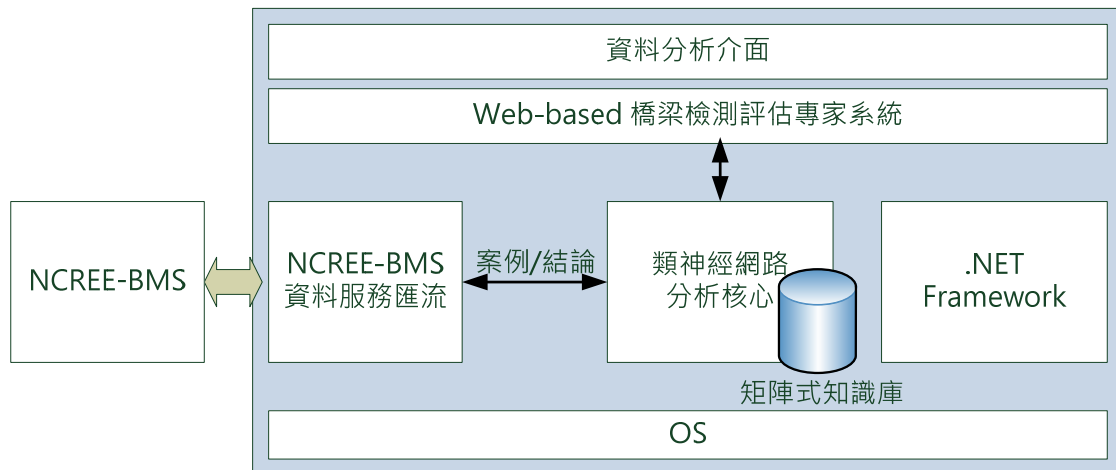 資料分析介面
Web-based 橋梁檢測評估專家系統
NCREE-BMS
NCREE-BMS
資料服務匯流
案例/結論
類神經網路
分析核心
.NET
Framework
矩陣式知識庫
OS